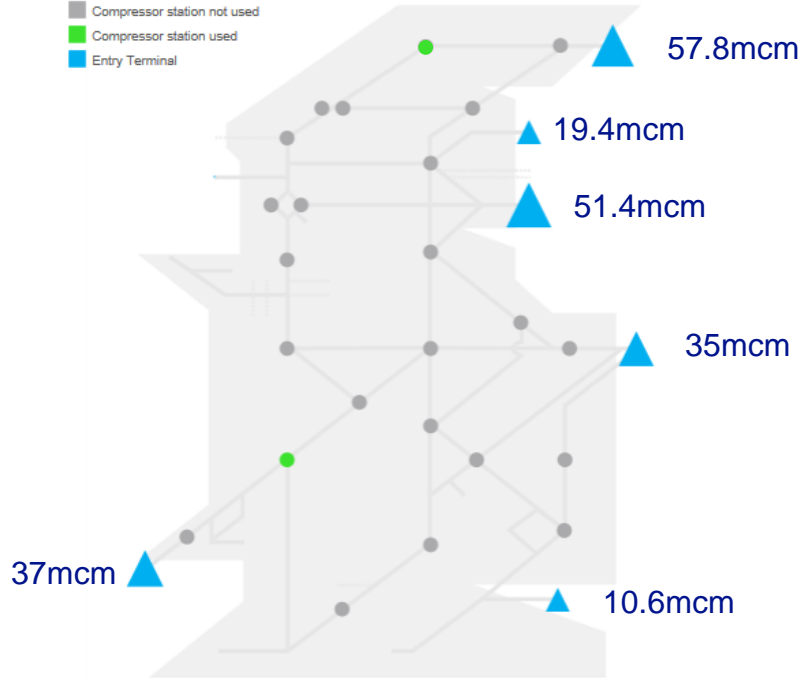 Compressor station not used
Compressor station used
Entry Terminal
57.8mcm
19.4mcm
51.4mcm
35mcm
37mcm
10.6mcm